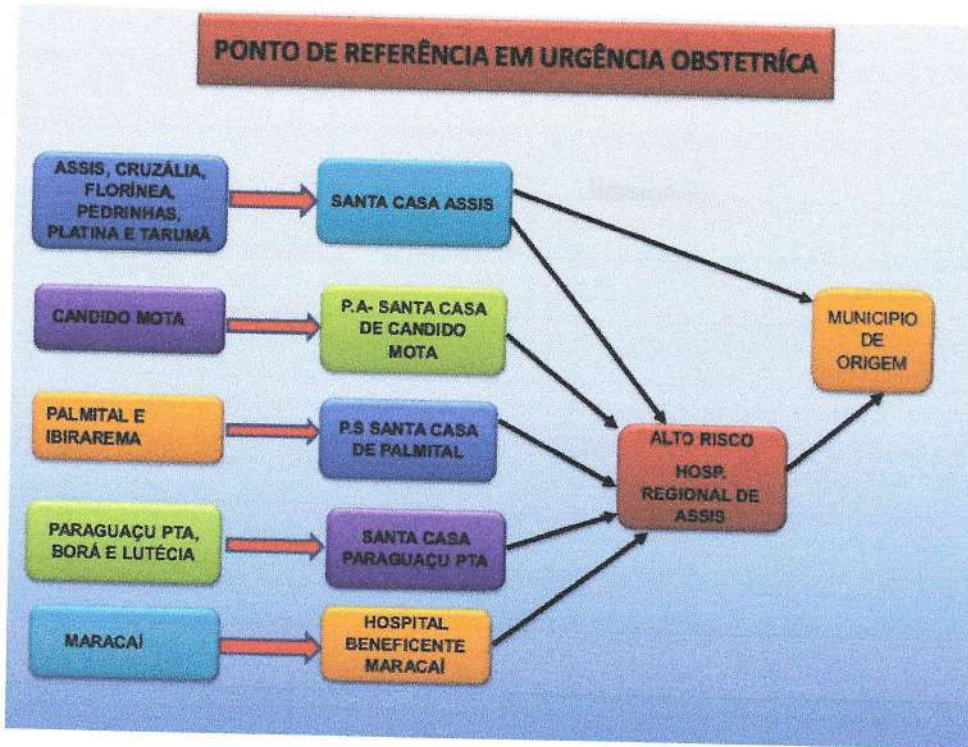 PONTO DE REFERÊNCIA EM URGÊNCIA OBSTETRÍCA
ASSIS, CRUZÁLIA,
FLORÍNEA,
PEDRINHAS,
PLATINA E TARUMÃ
SANTA CASA ASSIS
CANDIDO MOTA
P.A- SANTA CASA
DE CANDIDO
MOTA
MUNICIPIO
DE
ORIGEM
PALMITAL E
IBIRAREMA
P.S SANTA CASA
DE PALMITAL
ALTO RISCO
HOSP.
REGIONAL DE
ASSIS
PARAGUAÇU PTA,
BORÁ E LUTÉCIA
SANTA CASA
PARAGUAÇU PTA
MARACAÍ
HOSPITAL
BENEFICENTE
MARACAÍ